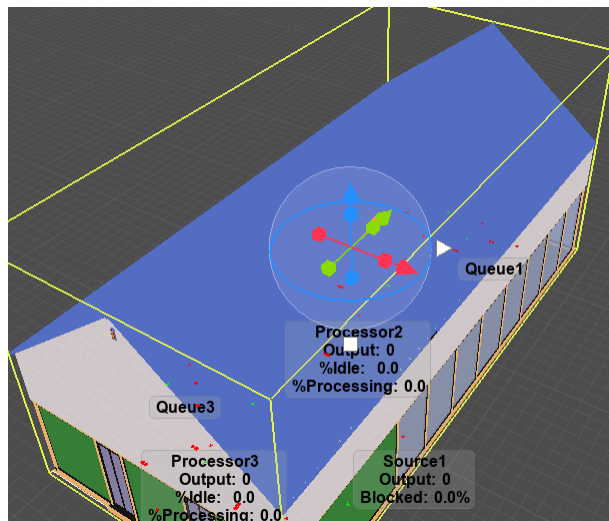 Queue1
Processor2
Output: 0
%Idle: 0.0
%Processing: 0.0
Queue3
Processor3
Output: 0
%Idle: 0.0
%Processing: 0.0
Source1
Output: 0
Blocked: 0.0%